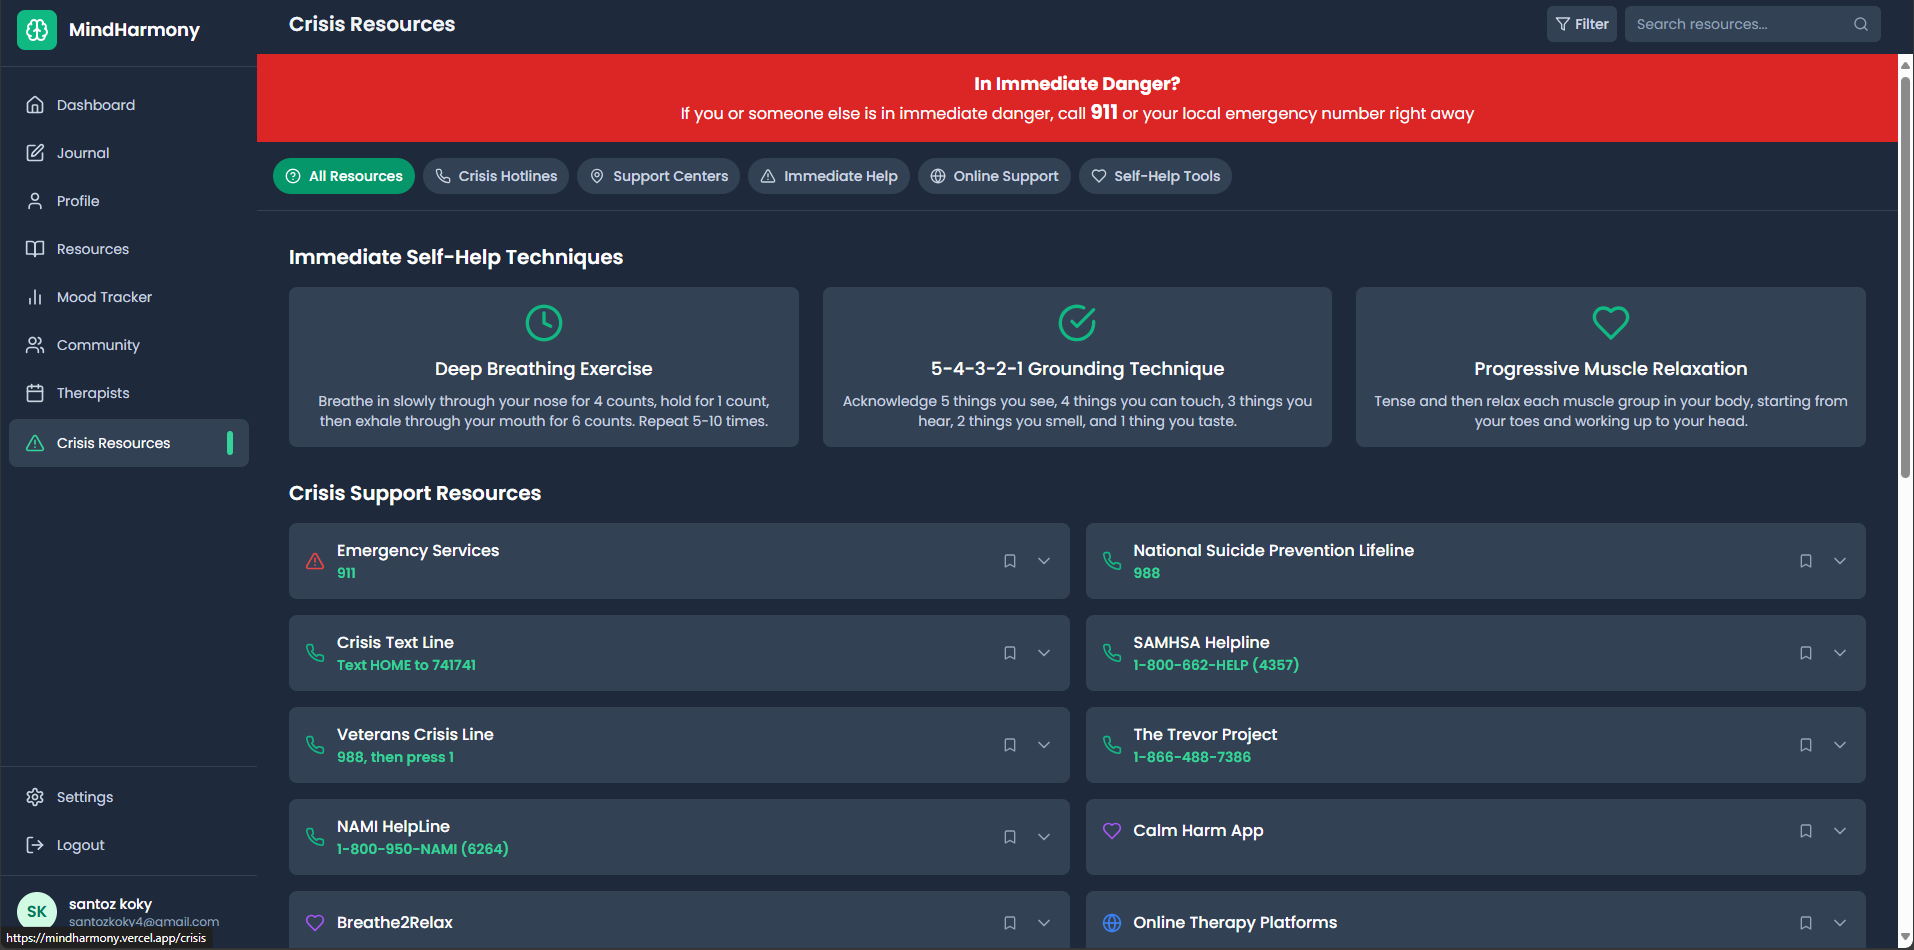 MindHarmony
Dashboard
Journal
Profile
Resources
Mood Tracker
Community
Therapists
Crisis Resources
Settings
Logout
SK
santoz koky
santozkoky4@gmail.com
https://mindharmony.vercel.app/crisis
Crisis Resources
Filter
Search resources...
In Immediate Danger?
If you or someone else is in immediate danger, call 911 or your local emergency number right away
All Resources
Crisis Hotlines
Support Centers
Immediate Help
Online Support
Self-Help Tools
Immediate Self-Help Techniques
Deep Breathing Exercise
Breathe in slowly through your nose for 4 counts, hold for 1 count,
then exhale through your mouth for 6 counts. Repeat 5-10 times.
5-4-3-2-1 Grounding Technique
Acknowledge 5 things you see, 4 things you can touch, 3 things you
hear, 2 things you smell, and 1 thing you taste.
Progressive Muscle Relaxation
Tense and then relax each muscle group in your body, starting from
your toes and working up to your head.
Crisis Support Resources
Emergency Services
911
National Suicide Prevention Lifeline
988
Crisis Text Line
Text HOME to 741741
SAMHSA Helpline
1-800-662-HELP (4357)
Veterans Crisis Line
988, then press 1
The Trevor Project
1-866-488-7386
NAMI HelpLine
1-800-950-NAMI (6264)
Calm Harm App
Breathe2Relax
Online Therapy Platforms